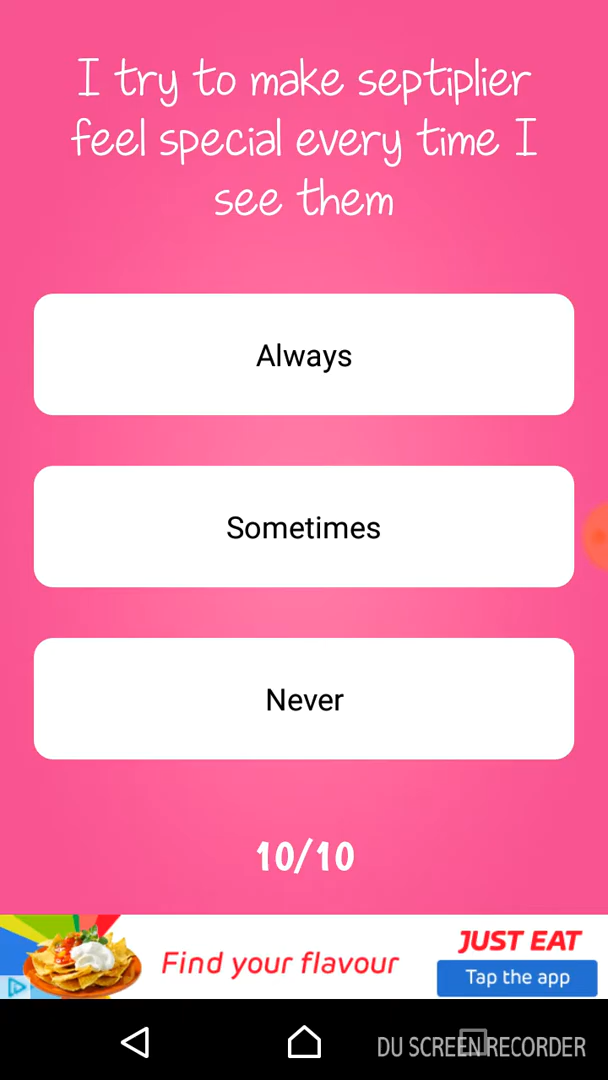 I try to make septiplier
feel special every time I
see them
Always
Sometimes
Never
10/10
Find your flavour
JUST EAT
Tap the app
DU SCREEN RECORDER